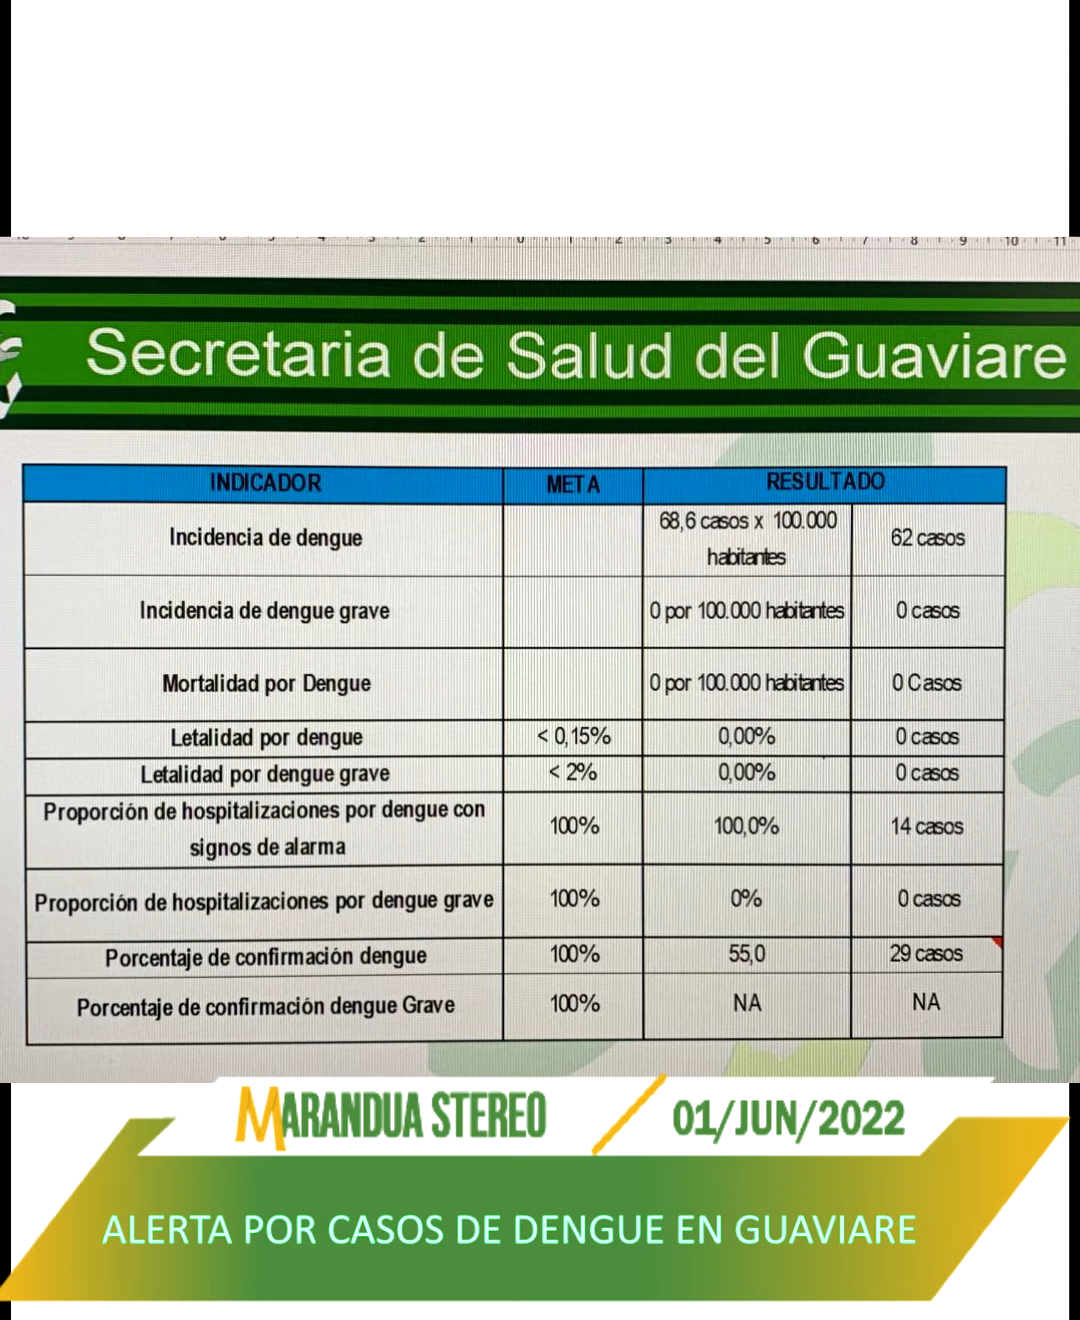 Secretaria de Salud del Guaviare
INDICADOR META RESULTADO
Incidencia de dengue 68,6 casos x 100.000 habitantes 62 casos
Incidencia de dengue grave 0 por 100.000 habitantes 0 casos
Mortalidad por Dengue 0 por 100.000 habitantes 0 Casos
Letalidad por dengue < 0,15% 0,00% 0 casos
Letalidad por dengue grave < 2% 0,00% 0 casos
Proporción de hospitalizaciones por dengue con signos de alarma 100% 100,0% 14 casos
Proporción de hospitalizaciones por dengue grave 100% 0% 0 casos
Porcentaje de confirmación dengue 100% 55,0 29 casos
Porcentaje de confirmación dengue Grave 100% NA NA
MARANDUA STEREO 01/JUN/2022
ALERTA POR CASOS DE DENGUE EN GUAVIARE